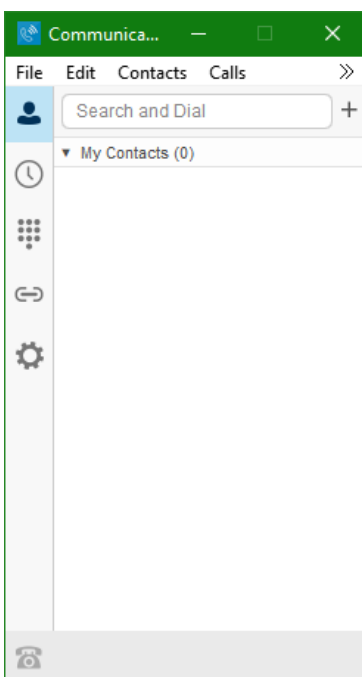 Communica...
File Edit Contacts Calls »
Search and Dial +
My Contacts (0)